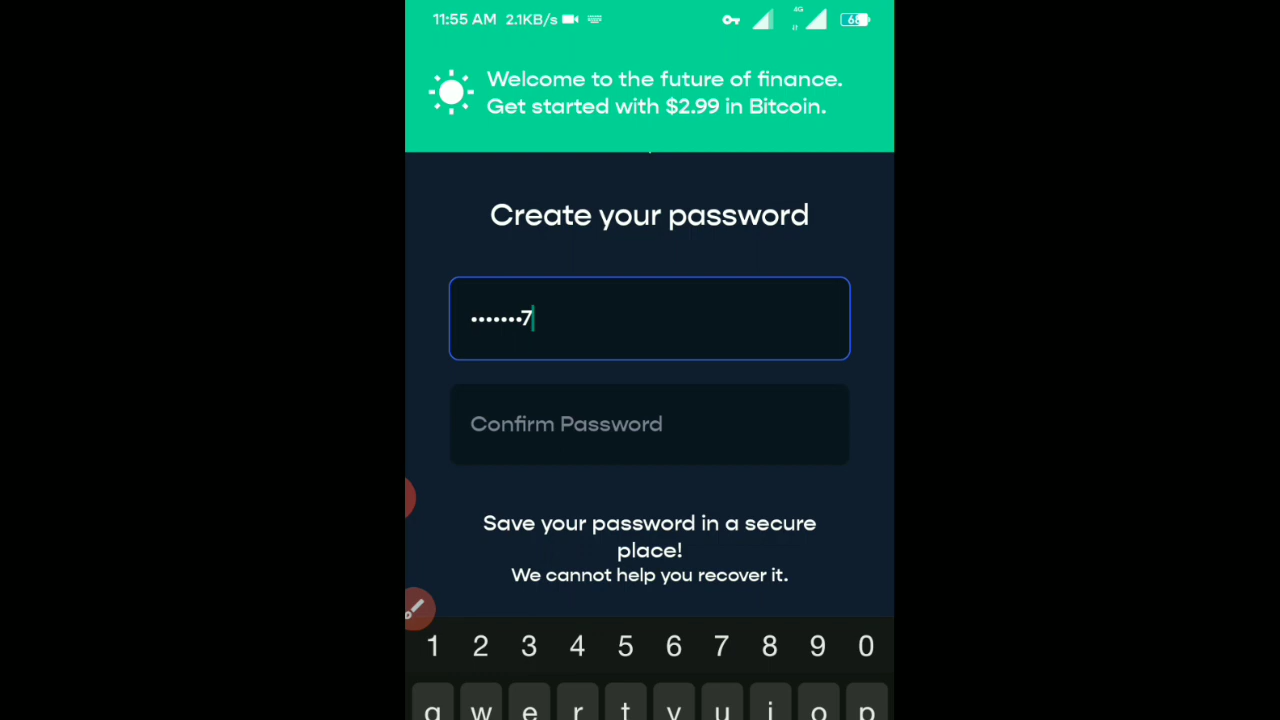 11:55 AM 2.1KB/s 4G 66
Welcome to the future of finance.
Get started with $2.99 in Bitcoin.
Create your password
•••••••7
Confirm Password
Save your password in a secure
place!
We cannot help you recover it.
1 2 3 4 5 6 7 8 9 0
q w e r t y u i o p